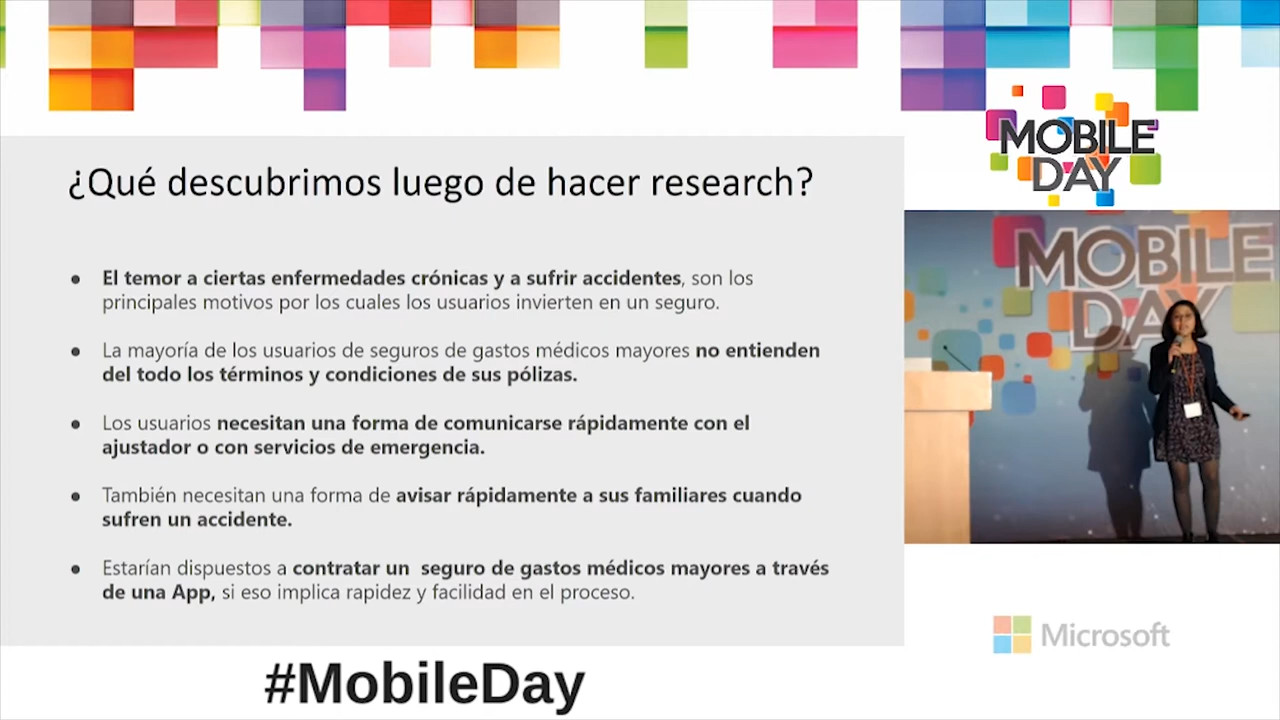 MOBILE
DAY
¿Qué descubrimos luego de hacer research?
● El temor a ciertas enfermedades crónicas y a sufrir accidentes, son los
principales motivos por los cuales los usuarios invierten en un seguro.
● La mayoría de los usuarios de seguros de gastos médicos mayores no entienden
del todo los términos y condiciones de sus pólizas.
● Los usuarios necesitan una forma de comunicarse rápidamente con el
ajustador o con servicios de emergencia.
● También necesitan una forma de avisar rápidamente a sus familiares cuando
sufren un accidente.
● Estarían dispuestos a contratar un  seguro de gastos médicos mayores a través
de una App, si eso implica rapidez y facilidad en el proceso.
MOBILE
DAY
Microsoft
#MobileDay